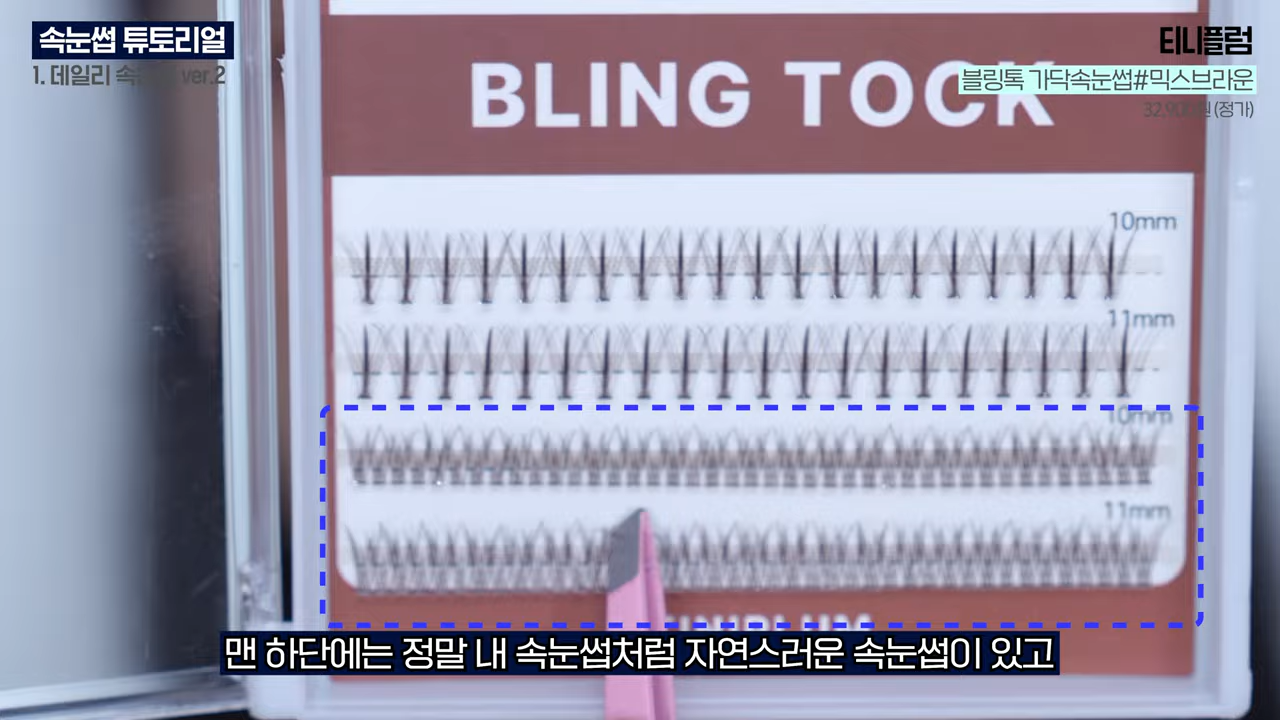 속눈썹 튜토리얼
1. 데일리 ver.2
티니플럼
블링톡 가닥속눈썹#믹스브라운
(정가)
BLING TOCK
10mm
11mm
10mm
11mm
맨 하단에는 정말 내 속눈썹처럼 자연스러운 속눈썹이 있고